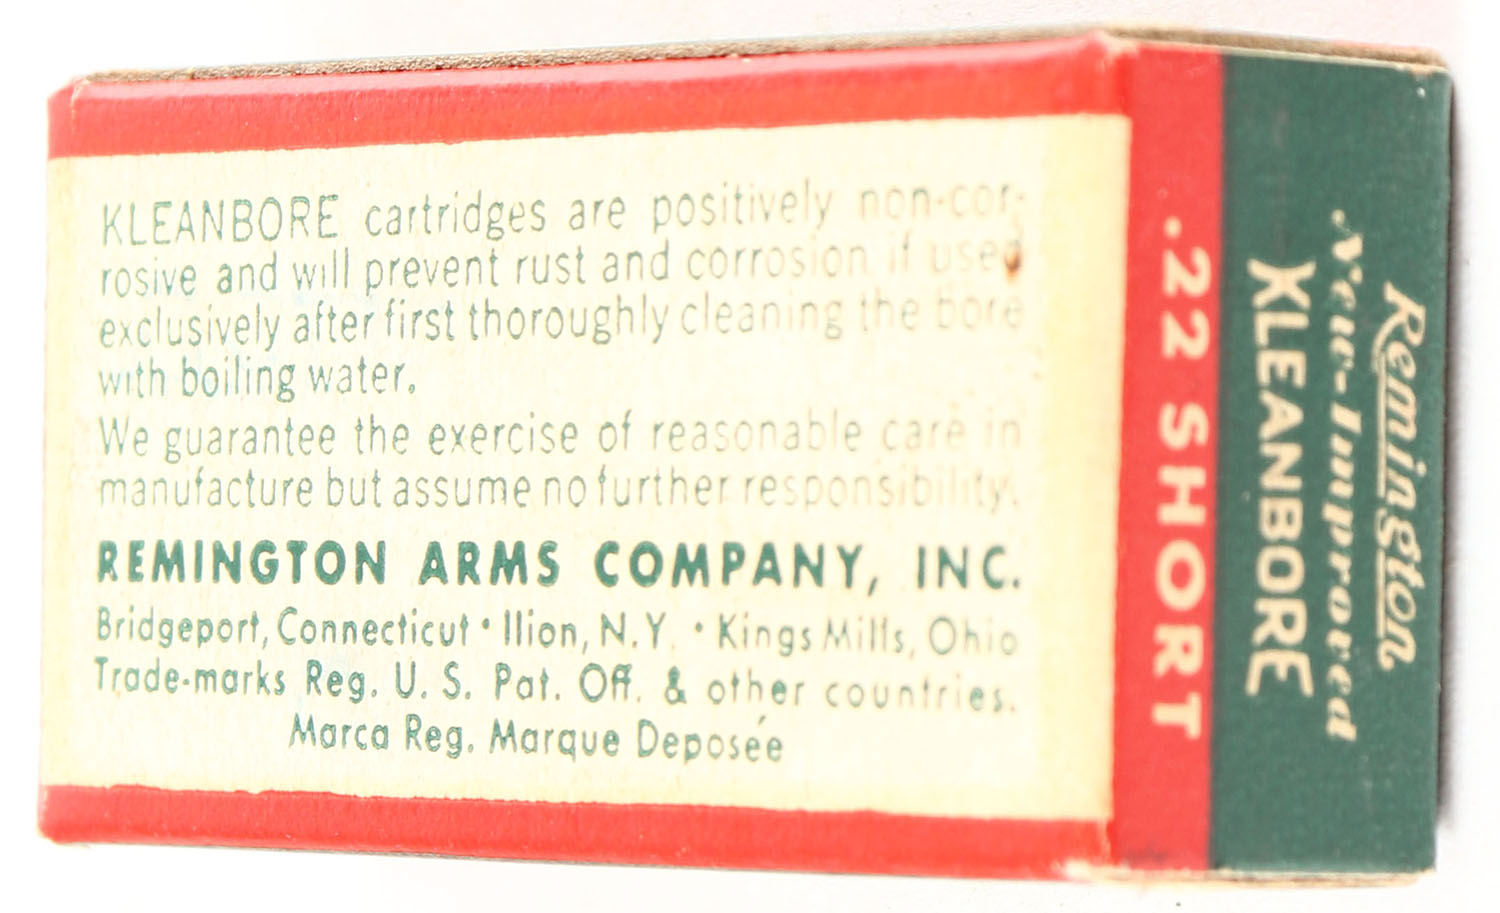 KLEANBORE cartridges are positively non-cor-
rosive and will prevent rust and corrosion if used
exclusively after first thoroughly cleaning the bore
with boiling water.
We guarantee the exercise of reasonable care in
manufacture but assume no further responsibility.
REMINGTON ARMS COMPANY, INC.
Bridgeport, Connecticut • Ilion, N.Y. • Kings Mills, Ohio
Trade-marks Reg. U. S. Pat. Off. & other countries.
Marca Reg. Marque Deposée
Remington
New-Improved
KLEANBORE
.22 SHORT